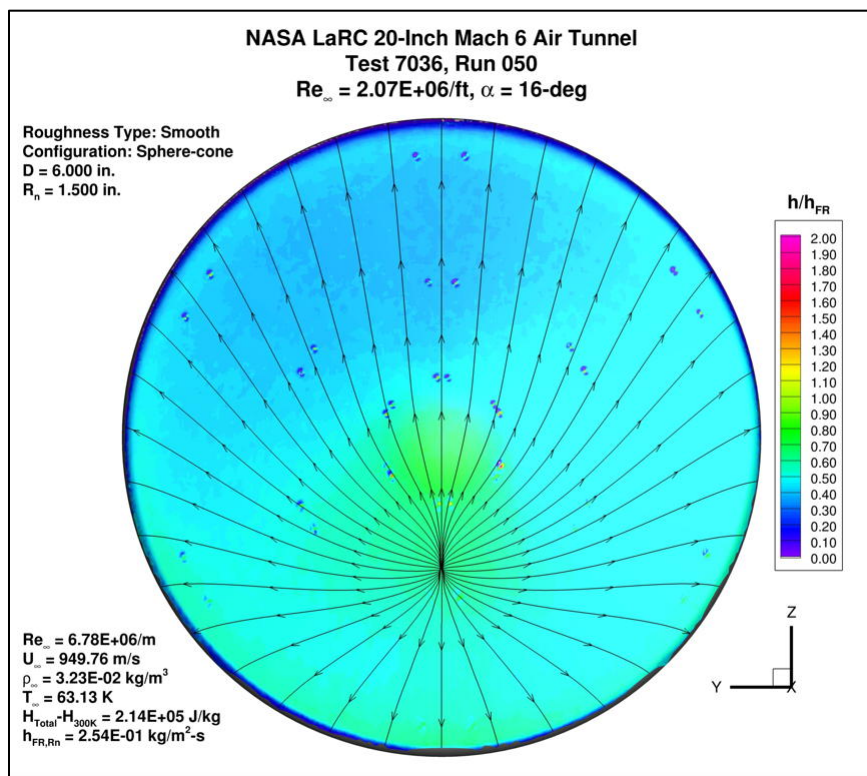 NASA LaRC 20-Inch Mach 6 Air Tunnel
Test 7036, Run 050
Re∞ = 2.07E+06/ft, α = 16-deg
Roughness Type: Smooth
Configuration: Sphere-cone
D = 6.000 in.
Rn = 1.500 in.
h/hFR
2.00
1.90
1.80
1.70
1.60
1.50
1.40
1.30
1.20
1.10
1.00
0.90
0.80
0.70
0.60
0.50
0.40
0.30
0.20
0.10
0.00
Re∞ = 6.78E+06/m
U∞ = 949.76 m/s
ρ∞ = 3.23E-02 kg/m³
T∞ = 63.13 K
HTotal-H300K = 2.14E+05 J/kg
hFR,Rn = 2.54E-01 kg/m²-s
Z
Y X